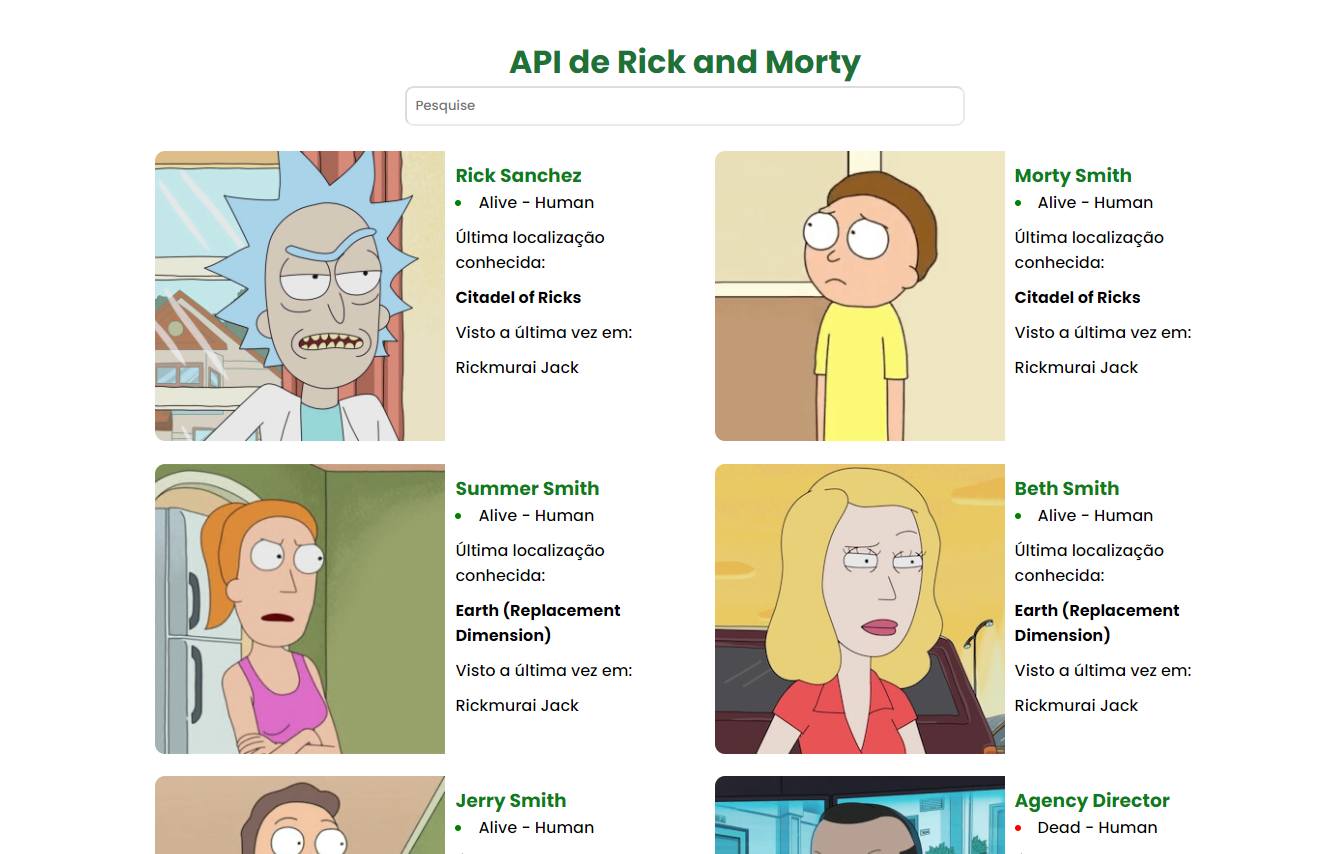 API de Rick and Morty
Pesquise
Rick Sanchez
Alive - Human
Última localização
conhecida:
Citadel of Ricks
Visto a última vez em:
Rickmurai Jack
Morty Smith
Alive - Human
Última localização
conhecida:
Citadel of Ricks
Visto a última vez em:
Rickmurai Jack
Summer Smith
Alive - Human
Última localização
conhecida:
Earth (Replacement
Dimension)
Visto a última vez em:
Rickmurai Jack
Beth Smith
Alive - Human
Última localização
conhecida:
Earth (Replacement
Dimension)
Visto a última vez em:
Rickmurai Jack
Jerry Smith
Alive - Human
Agency Director
Dead - Human